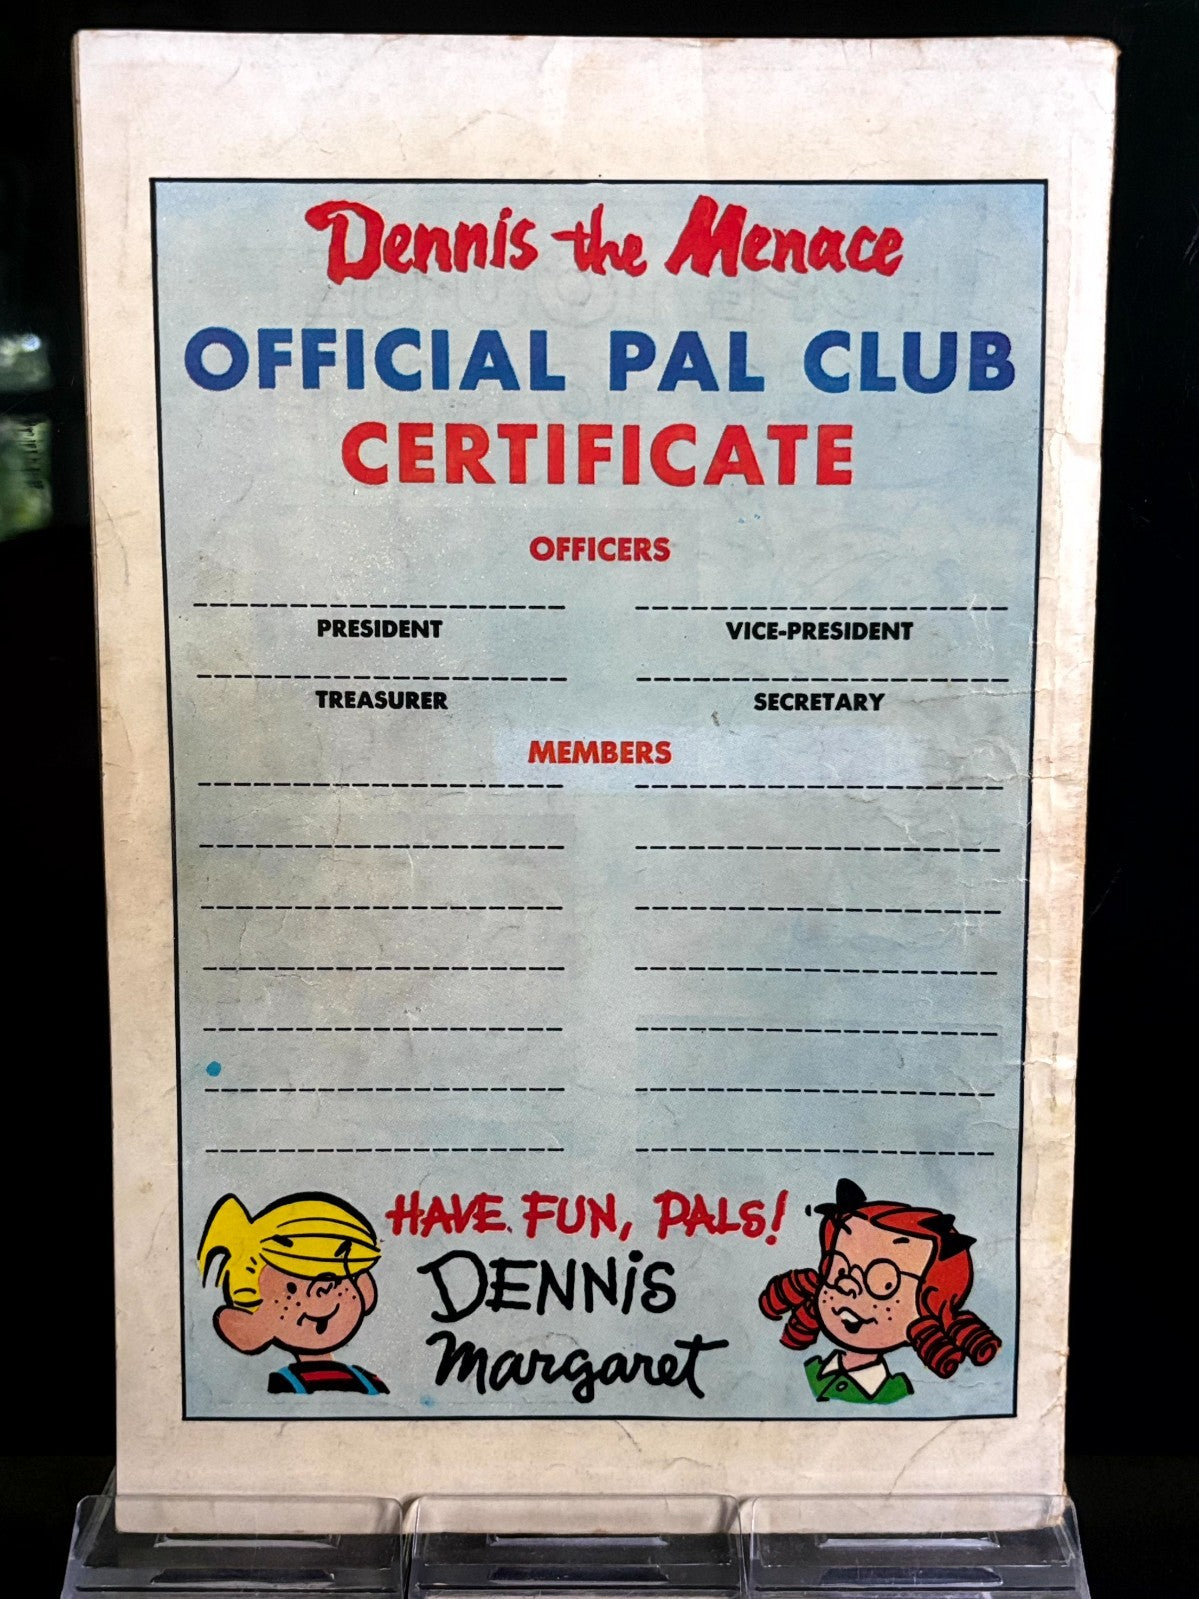 Dennis the Menace
OFFICIAL PAL CLUB
CERTIFICATE
OFFICERS
PRESIDENT VICE-PRESIDENT
TREASURER SECRETARY
MEMBERS
HAVE FUN, PALS!
DENNiS
Margaret